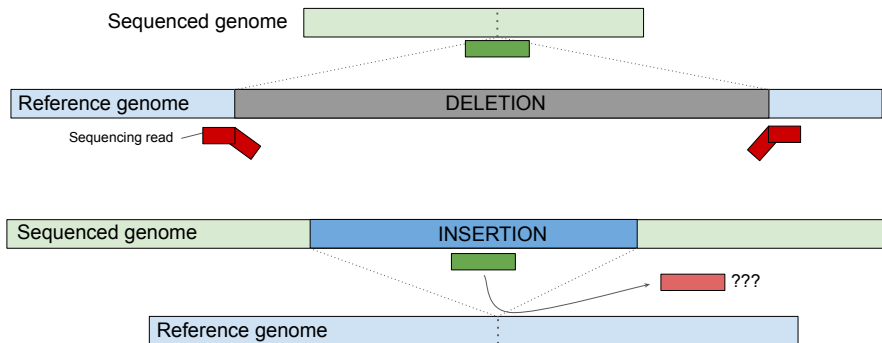 Sequenced genome
Reference genome
DELETION
Sequencing read
Sequenced genome
INSERTION
???
Reference genome